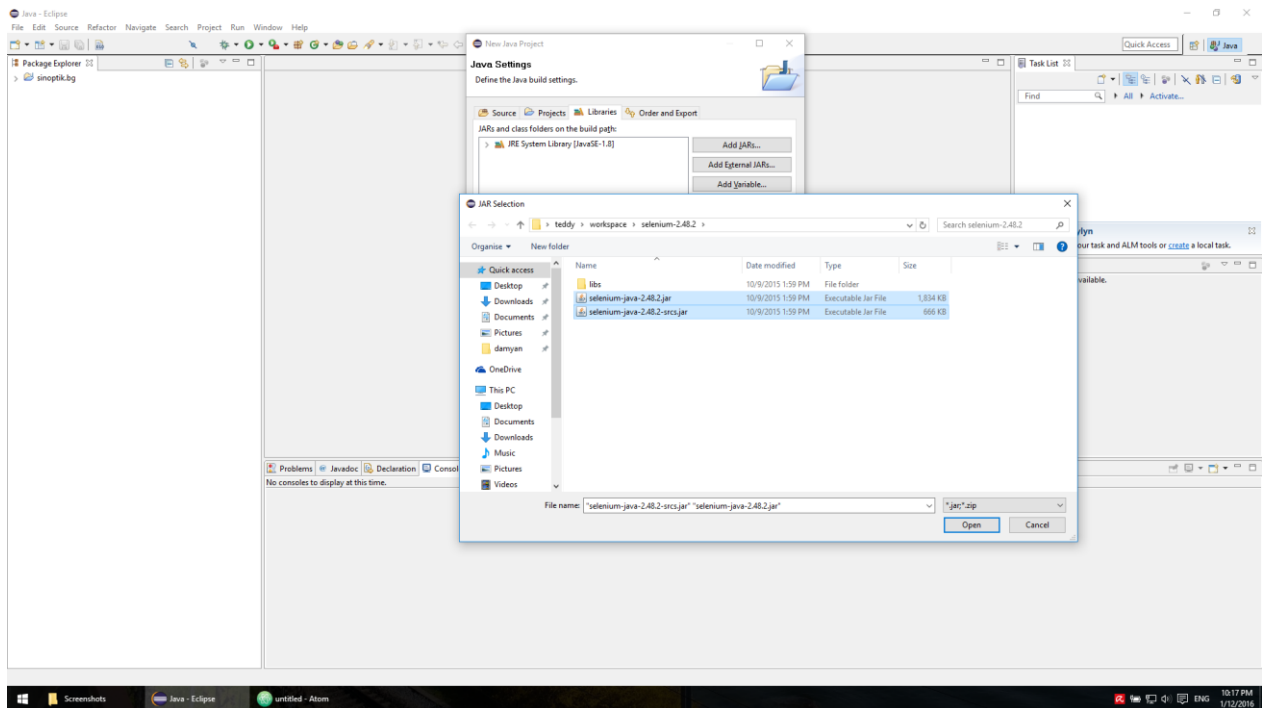 Java - Eclipse
File Edit Source Refactor Navigate Search Project Run Window Help
Quick Access
Java
Package Explorer
sinoptik.bg
New Java Project
Java Settings
Define the Java build settings.
Source Projects Libraries Order and Export
JARs and class folders on the build path:
JRE System Library [JavaSE-1.8]
Add JARs...
Add External JARs...
Add Variable...
Task List
Find All Activate...
JAR Selection
teddy workspace selenium-2.48.2
Search selenium-2.48.2
Organise New folder
Name Date modified Type Size
libs 10/9/2015 1:59 PM File folder
selenium-java-2.48.2.jar 10/9/2015 1:59 PM Executable Jar File 1,834 KB
selenium-java-2.48.2-srcs.jar 10/9/2015 1:59 PM Executable Jar File 666 KB
Quick access
Desktop
Downloads
Documents
Pictures
damyan
OneDrive
This PC
Desktop
Documents
Downloads
Music
Pictures
Videos
File name: "selenium-java-2.48.2-srcs.jar" "selenium-java-2.48.2.jar"
*.jar;*.zip
Open Cancel
ylyn
our task and ALM tools or create a local task.
vailable.
Problems Javadoc Declaration Consol
No consoles to display at this time.
Screenshots Java - Eclipse untitled - Atom
ENG 10:17 PM
1/12/2016